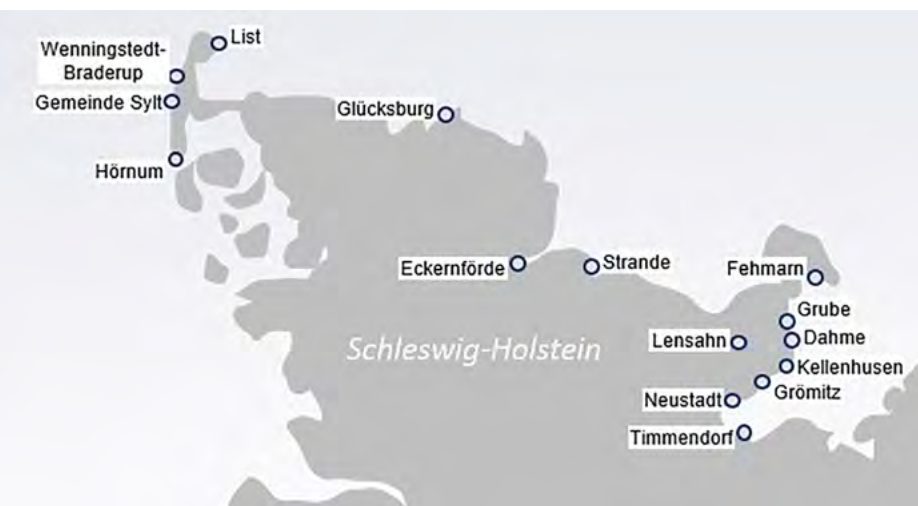 List
Wenningstedt-
Braderup
Gemeinde Sylt
Hörnum
Glücksburg
Eckernförde
Strande
Fehmarn
Grube
Dahme
Lensahn
Schleswig-Holstein
Kellenhusen
Grömitz
Neustadt
Timmendorf